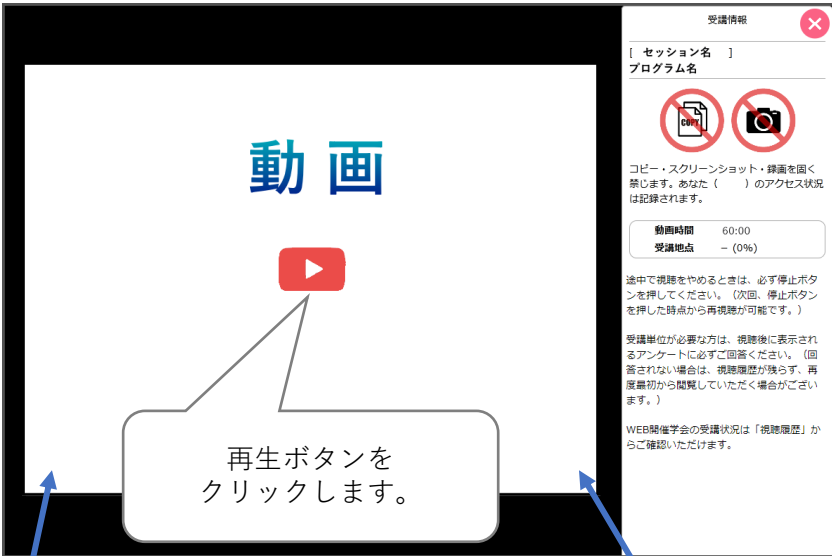 動画
再生ボタンを
クリックします。
受講情報
[ セッション名 ]
プログラム名
COPY
コピー・スクリーンショット・録画を固く
禁じます。あなた（　　）のアクセス状況
は記録されます。
動画時間 60:00
受講地点 – (0%)
途中で視聴をやめるときは、必ず停止ボタ
ンを押してください。（次回、停止ボタン
を押した時点から再視聴が可能です。）
受講単位が必要な方は、視聴後に表示され
るアンケートに必ずご回答ください。（回
答されない場合は、視聴履歴が残らず、再
度最初から閲覧していただく場合がござい
ます。）
WEB開催学会の受講状況は「視聴履歴」か
らご確認いただけます。